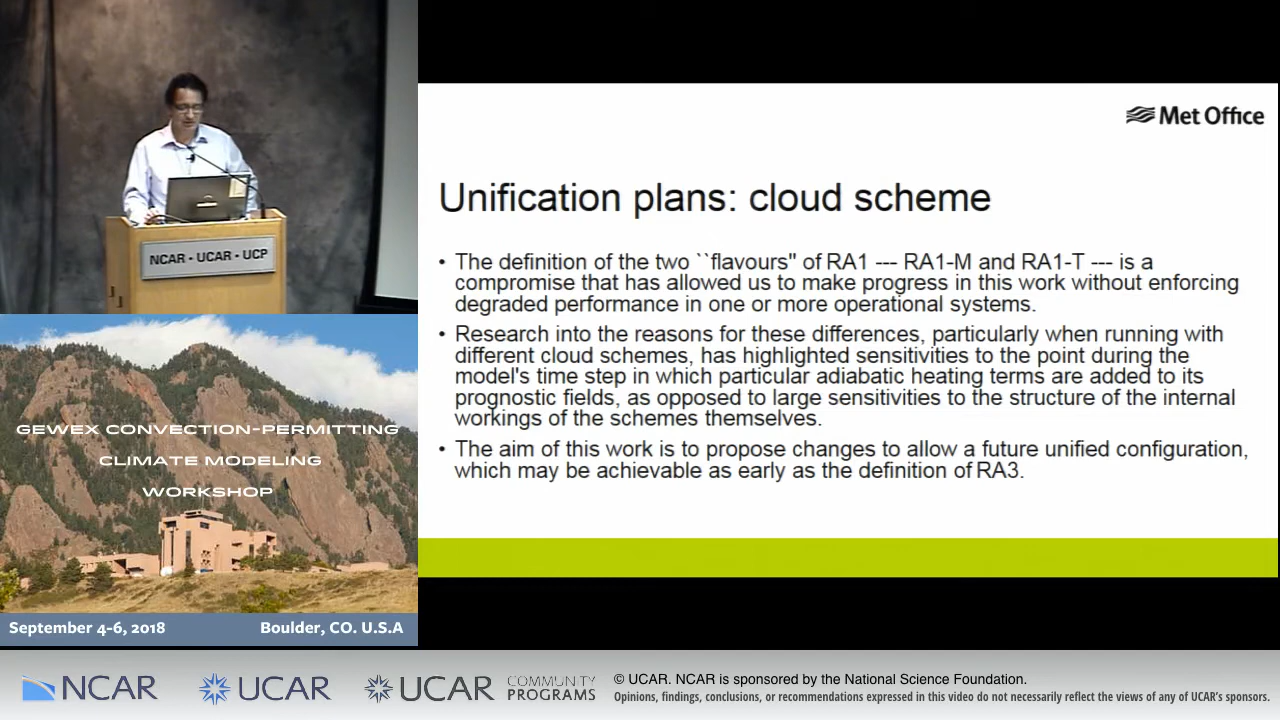 NCAR • UCAR • UCP
GEWEX CONVECTION-PERMITTING
CLIMATE MODELING
WORKSHOP
September 4-6, 2018
Boulder, CO. U.S.A
Met Office
Unification plans: cloud scheme
• The definition of the two ``flavours'' of RA1 --- RA1-M and RA1-T --- is a
compromise that has allowed us to make progress in this work without enforcing
degraded performance in one or more operational systems.
• Research into the reasons for these differences, particularly when running with
different cloud schemes, has highlighted sensitivities to the point during the
model's time step in which particular adiabatic heating terms are added to its
prognostic fields, as opposed to large sensitivities to the structure of the internal
workings of the schemes themselves.
• The aim of this work is to propose changes to allow a future unified configuration,
which may be achievable as early as the definition of RA3.
NCAR
UCAR
UCAR
COMMUNITY
PROGRAMS
© UCAR. NCAR is sponsored by the National Science Foundation.
Opinions, findings, conclusions, or recommendations expressed in this video do not necessarily reflect the views of any of UCAR's sponsors.